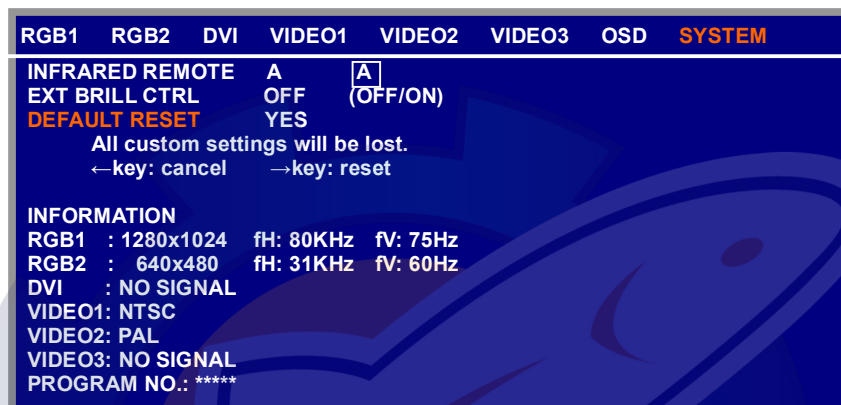 RGB1 RGB2 DVI VIDEO1 VIDEO2 VIDEO3 OSD SYSTEM
INFRARED REMOTE A A
EXT BRILL CTRL OFF (OFF/ON)
DEFAULT RESET YES
All custom settings will be lost.
←key: cancel →key: reset
INFORMATION
RGB1 : 1280x1024 fH: 80KHz fV: 75Hz
RGB2 : 640x480 fH: 31KHz fV: 60Hz
DVI : NO SIGNAL
VIDEO1: NTSC
VIDEO2: PAL
VIDEO3: NO SIGNAL
PROGRAM NO.: *****